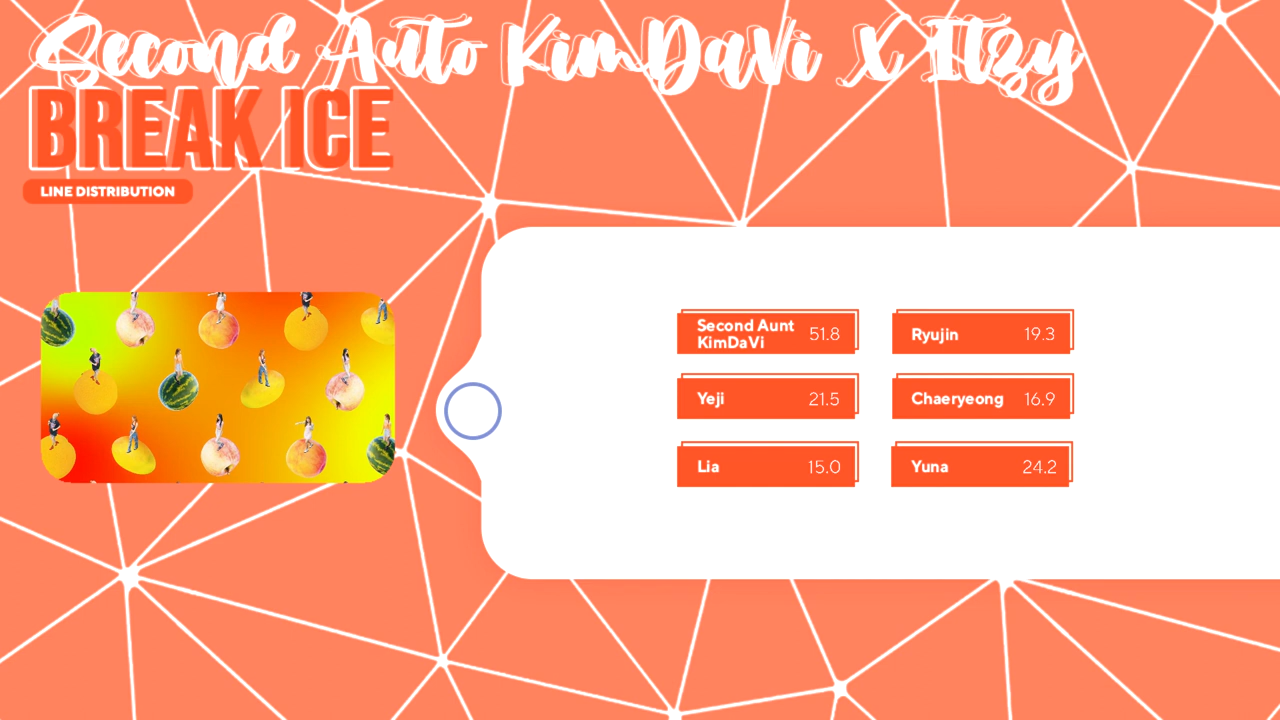 Second Auto KimDaVi X Itzy
BREAK ICE
LINE DISTRIBUTION
Second Aunt
KimDaVi
51.8
Ryujin 19.3
Yeji 21.5
Chaeryeong 16.9
Lia 15.0
Yuna 24.2